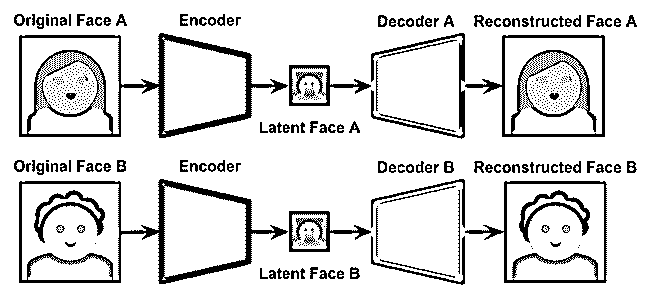 Original Face A
Encoder
Decoder A
Reconstructed Face A
Latent Face A
Original Face B
Encoder
Decoder B
Reconstructed Face B
Latent Face B